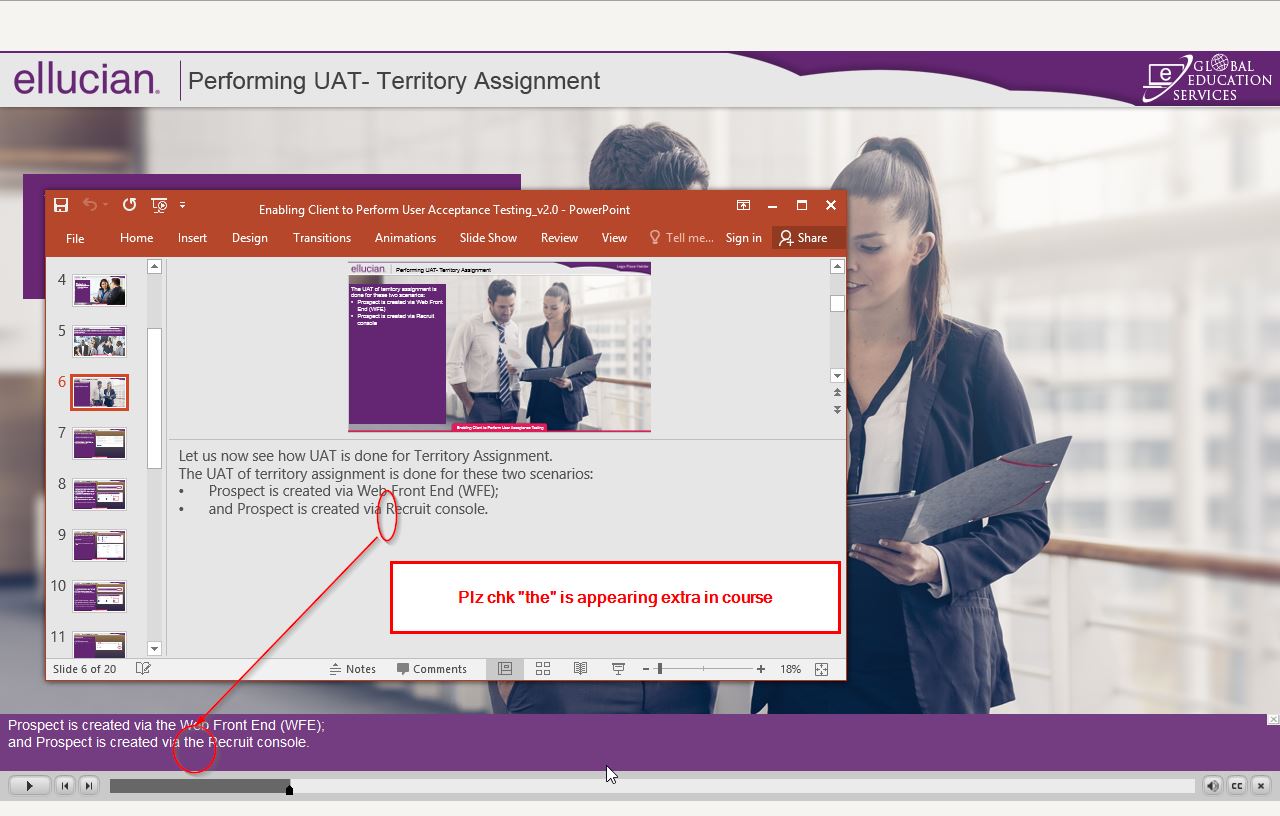 ellucian.
Performing UAT- Territory Assignment
GLOBAL
EDUCATION
SERVICES
e
Enabling Client to Perform User Acceptance Testing_v2.0 - PowerPoint
File Home Insert Design Transitions Animations Slide Show Review View Tell me... Sign in Share
4
5
6
7
8
9
10
11
ellucian. Performing UAT- Territory Assignment
Logo Place Holder
The UAT of territory assignment is
done for these two scenarios:
• Prospect is created via Web Front
End (WFE)
• Prospect is created via Recruit
console
Enabling Client to Perform User Acceptance Testing
Let us now see how UAT is done for Territory Assignment.
The UAT of territory assignment is done for these two scenarios:
• Prospect is created via Web Front End (WFE);
• and Prospect is created via Recruit console.
Plz chk "the" is appearing extra in course
Slide 6 of 20 Notes Comments 18%
Prospect is created via the Web Front End (WFE);
and Prospect is created via the Recruit console.
CC